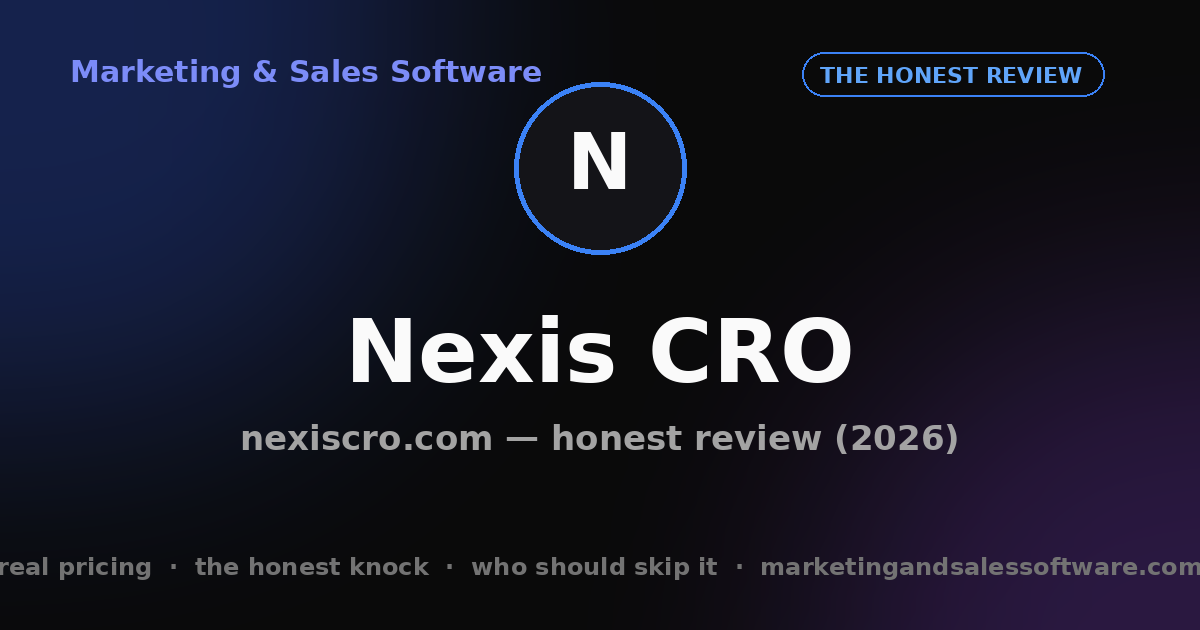 Marketing & Sales Software
THE HONEST REVIEW
N
Nexis CRO
nexiscro.com — honest review (2026)
real pricing · the honest knock · who should skip it · marketingandsalessoftware.com